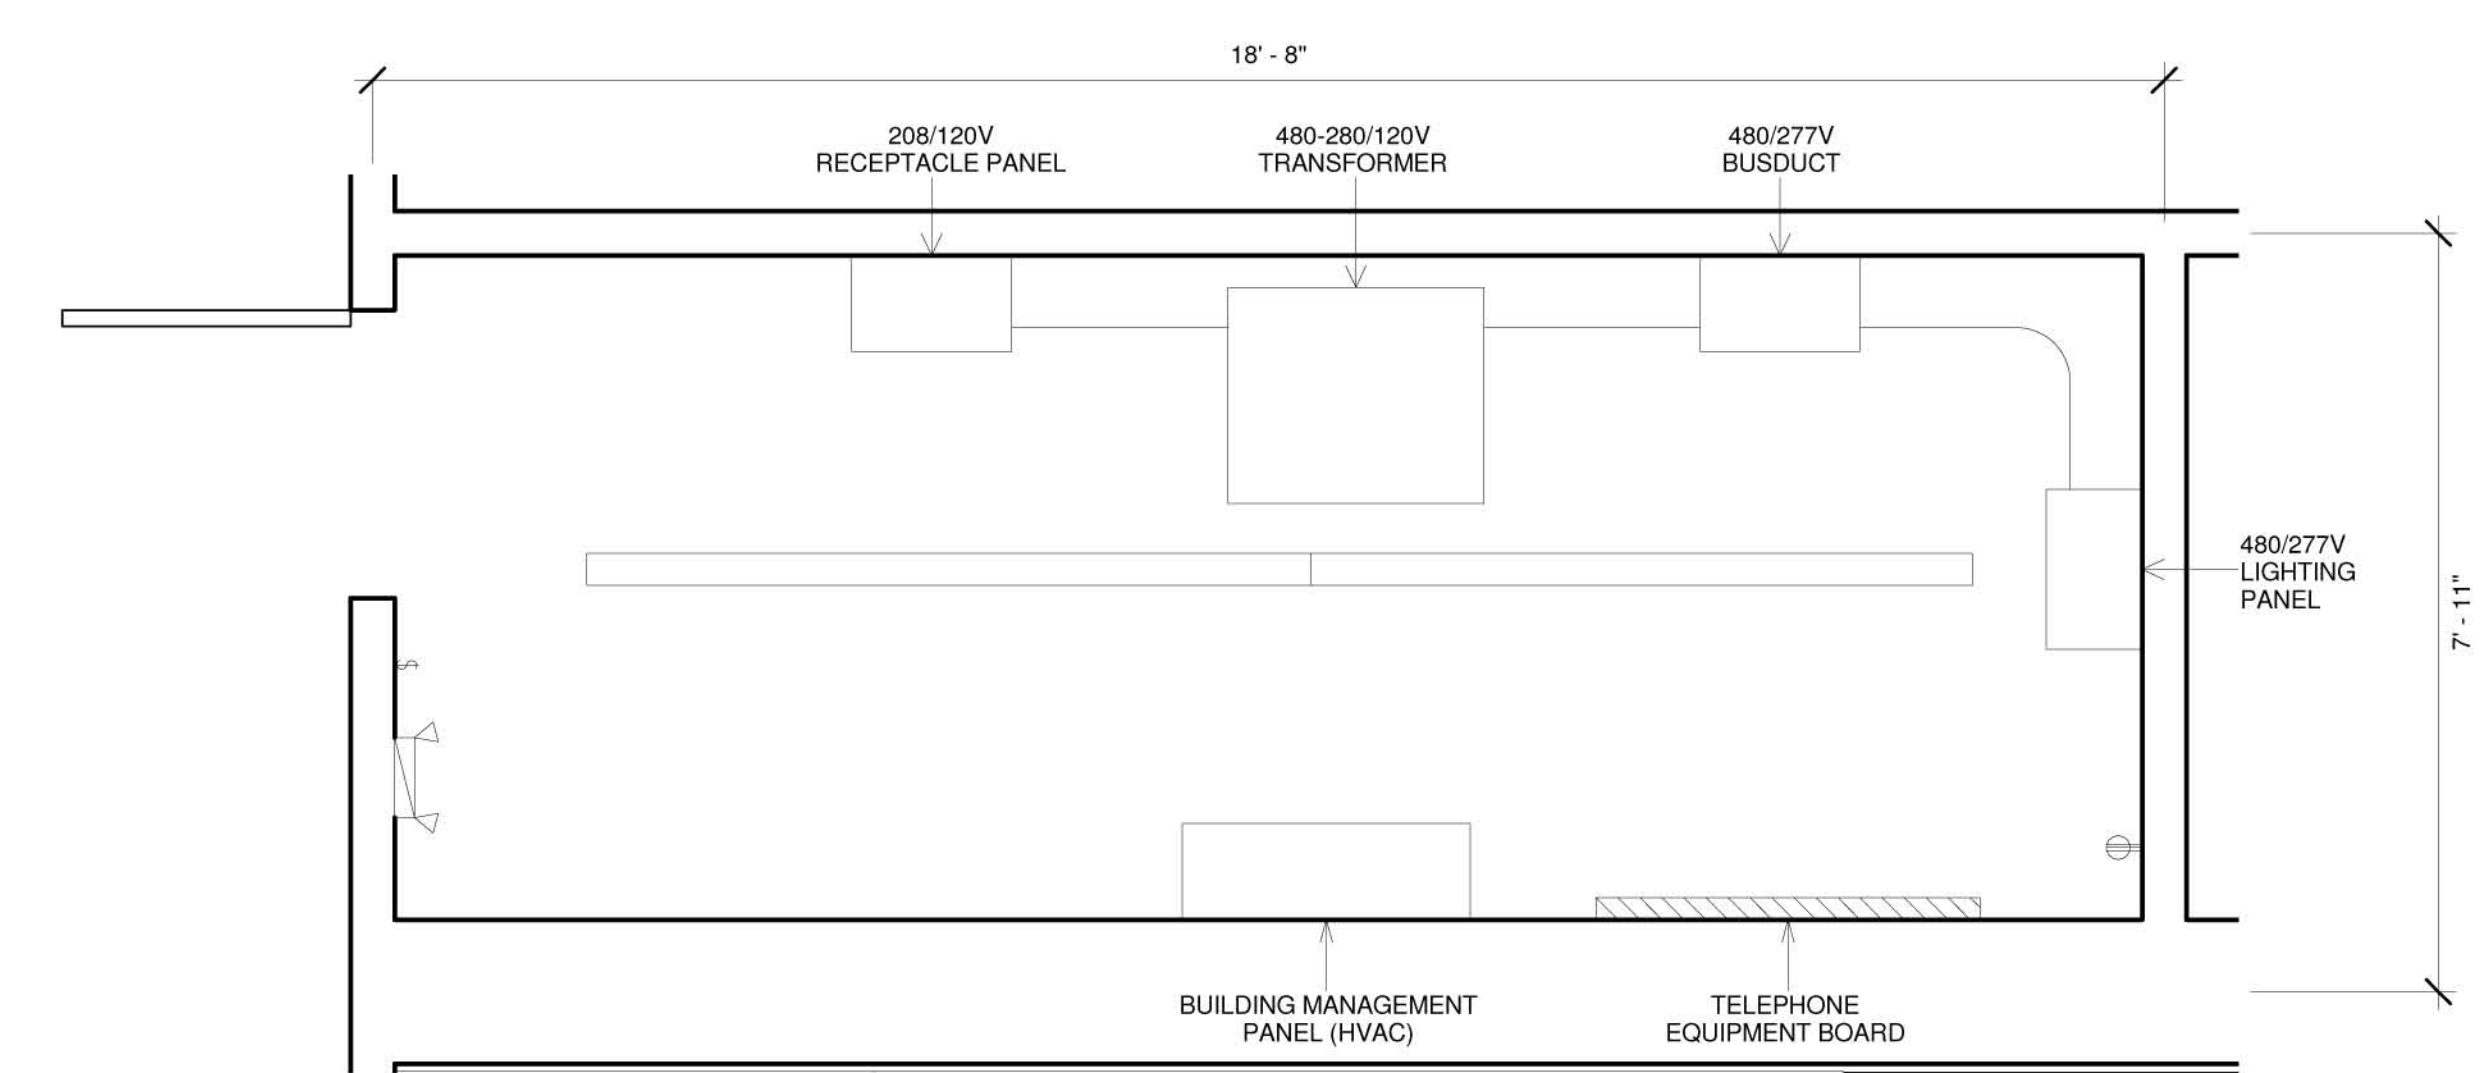 18' - 8"
208/120V
RECEPTACLE PANEL
480-280/120V
TRANSFORMER
480/277V
BUSDUCT
480/277V
LIGHTING
PANEL
7' - 11"
$
BUILDING MANAGEMENT
PANEL (HVAC)
TELEPHONE
EQUIPMENT BOARD